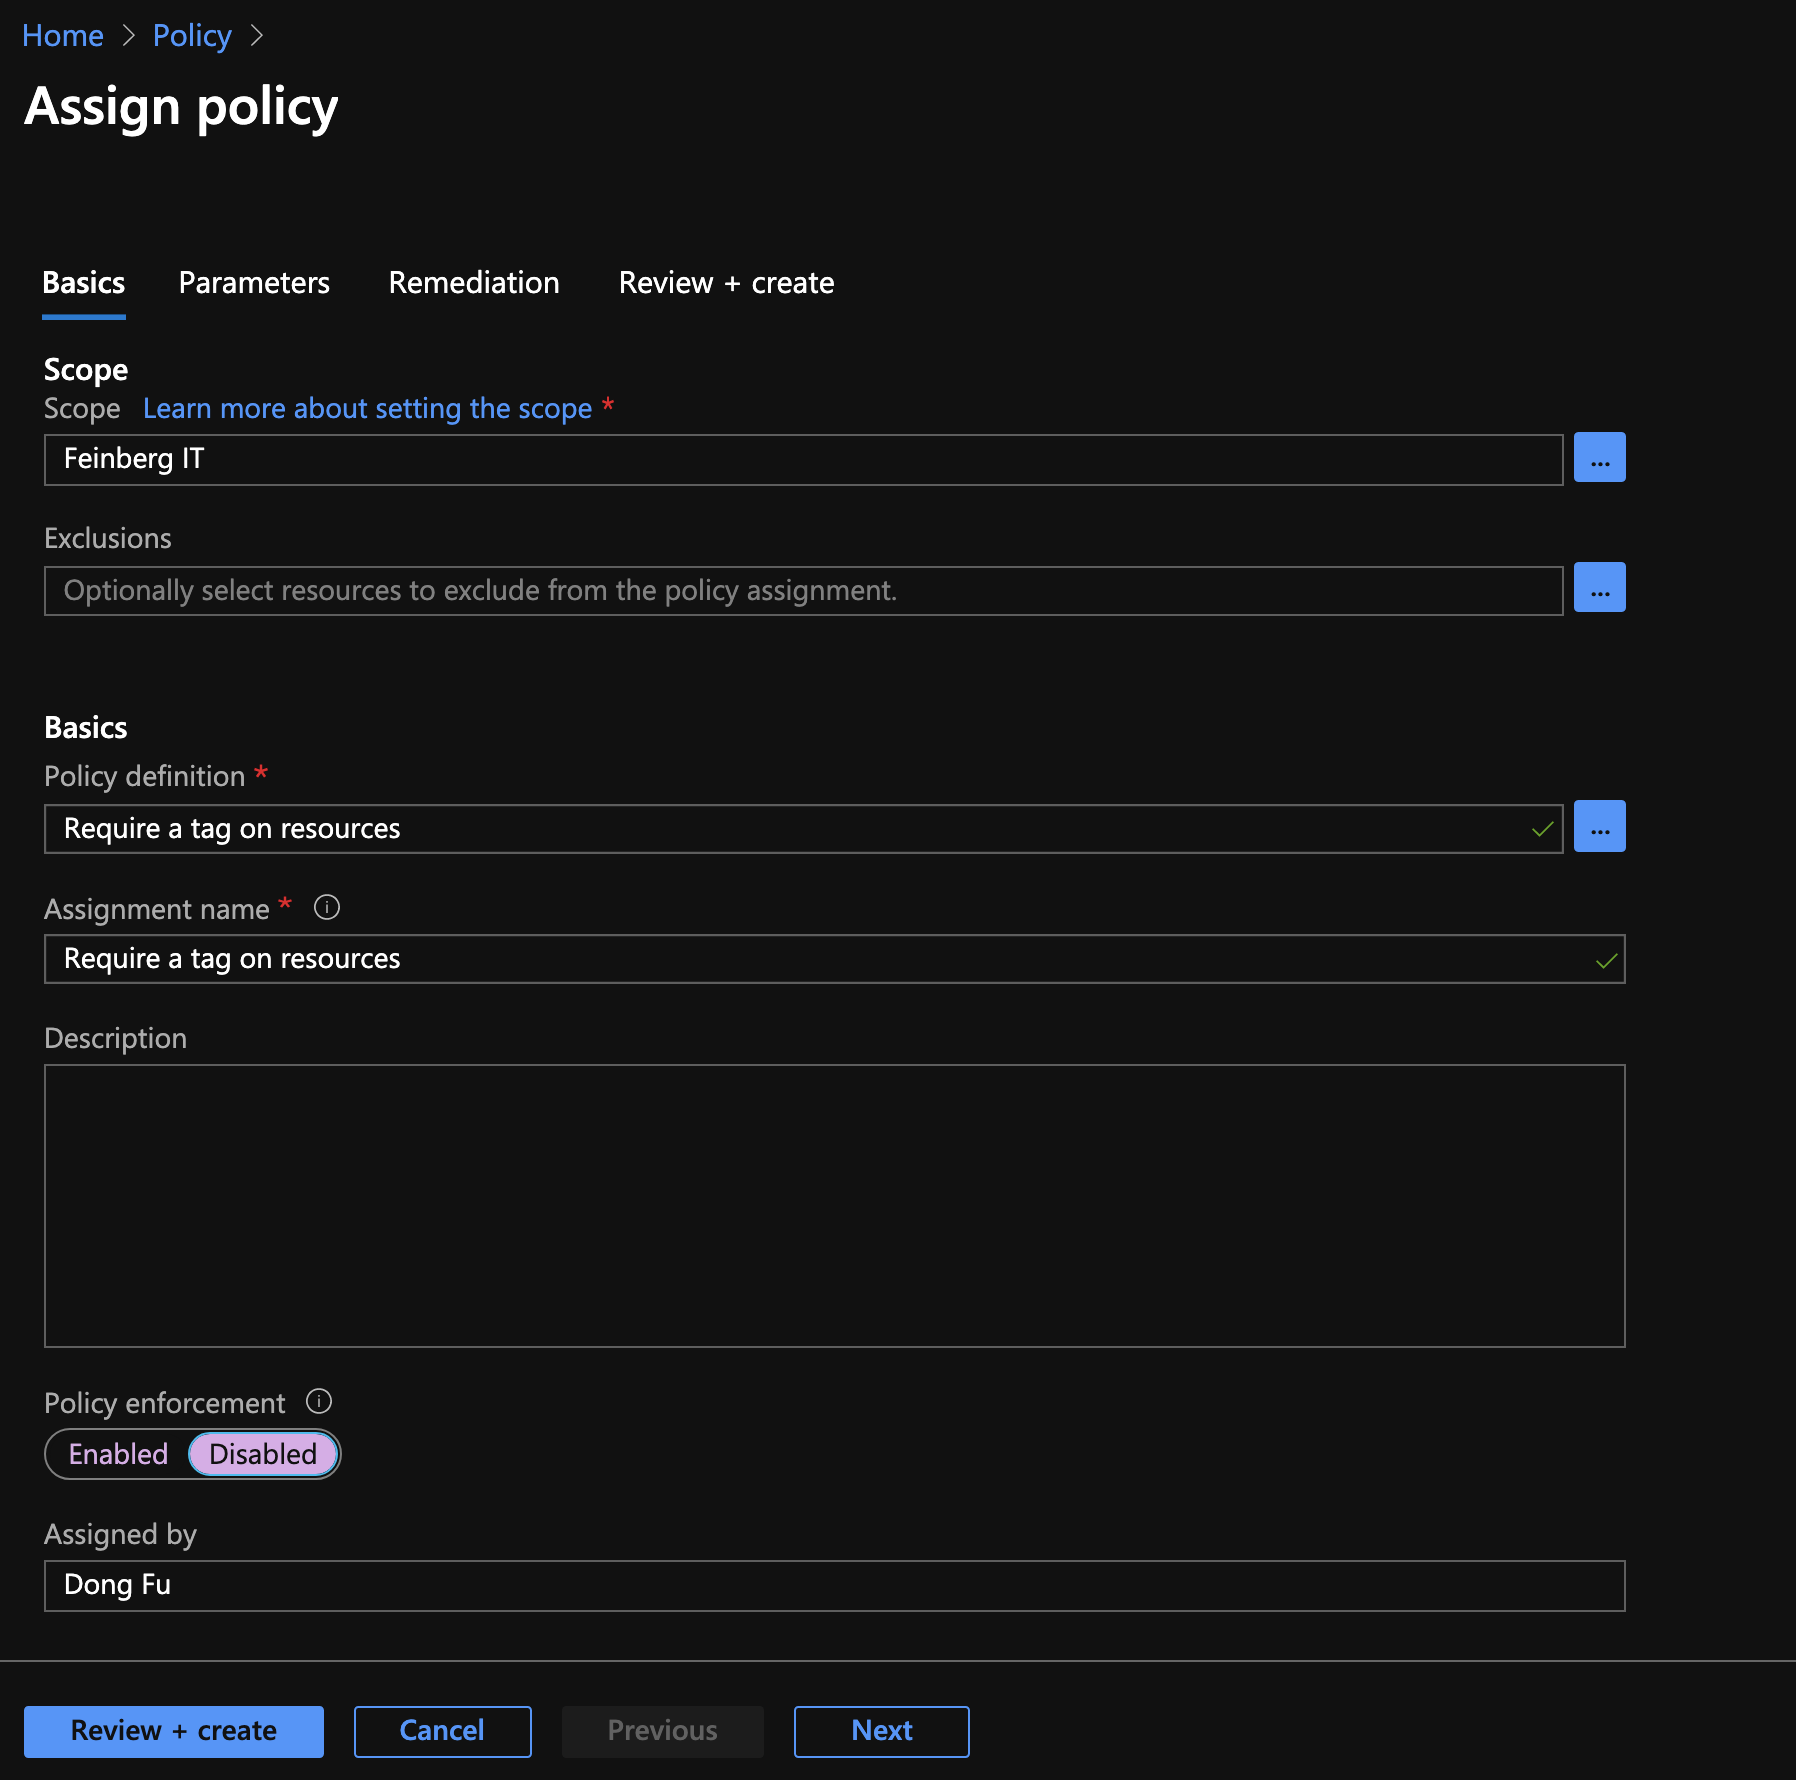 Home > Policy >
Assign policy
Basics Parameters Remediation Review + create
Scope
Scope Learn more about setting the scope *
Feinberg IT
...
Exclusions
Optionally select resources to exclude from the policy assignment.
...
Basics
Policy definition *
Require a tag on resources
...
Assignment name *
Require a tag on resources
Description
Policy enforcement
Enabled Disabled
Assigned by
Dong Fu
Review + create Cancel Previous Next